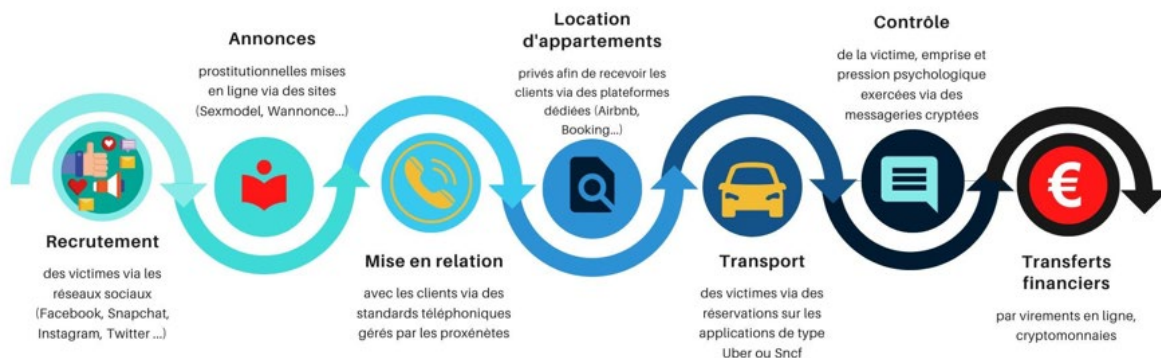 Recrutement
des victimes via les
réseaux sociaux
(Facebook, Snapchat,
Instagram, Twitter ...)
Annonces
prostitutionnelles mises
en ligne via des sites
(Sexmodel, Wannonce...)
Mise en relation
avec les clients via des
standards téléphoniques
gérés par les proxénètes
Location
d'appartements
privés afin de recevoir les
clients via des plateformes
dédiées (Airbnb,
Booking...)
Transport
des victimes via des
réservations sur les
applications de type
Uber ou Sncf
Contrôle
de la victime, emprise et
pression psychologique
exercées via des
messageries cryptées
€
Transferts
financiers
par virements en ligne,
cryptomonnaies